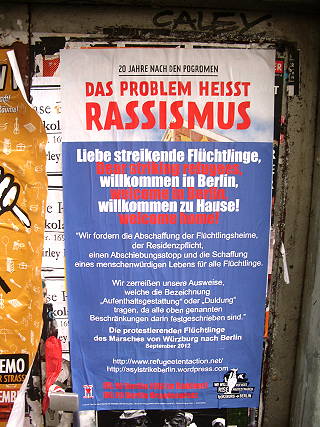 CALEY
20 JAHRE NACH DEN POGROMEN
DAS PROBLEM HEISST
RASSISMUS
Liebe streikende Flüchtlinge,
Dear striking refugees,
willkommen in Berlin,
welcome in Berlin
willkommen zu Hause!
welcome home!
"Wir fordern die Abschaffung der Flüchtlingsheime,
der Residenzpflicht,
einen Abschiebungsstopp und die Schaffung
eines menschenwürdigen Lebens für alle Flüchtlinge.
Wir zerreißen unsere Ausweise,
welche die Bezeichnung
"Aufenthaltsgestattung" oder „Duldung"
tragen, da alle oben genannten
Beschränkungen darin festgeschrieben sind."
Die protestierenden Flüchtlinge
des Marsches von Würzburg nach Berlin
September 2012
http://www.refugeetentaction.net/
http://asylstrikeberlin.wordpress.com/
EMO